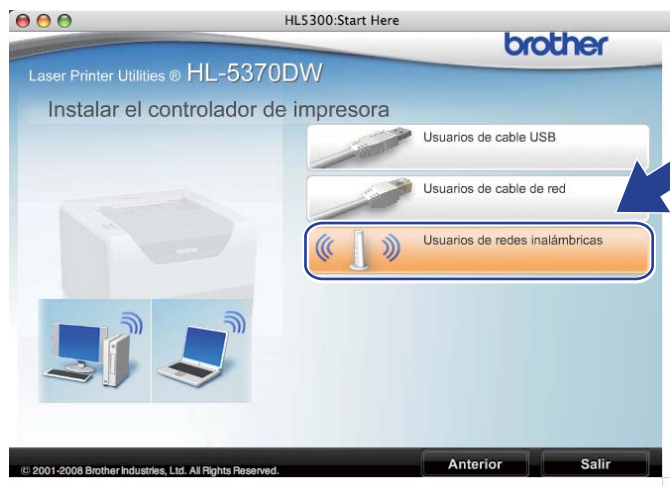 HL5300:Start Here
brother
Laser Printer Utilities ® HL-5370DW
Instalar el controlador de impresora
Usuarios de cable USB
Usuarios de cable de red
Usuarios de redes inalámbricas
brother
© 2001-2008 Brother Industries, Ltd. All Rights Reserved.
Anterior
Salir